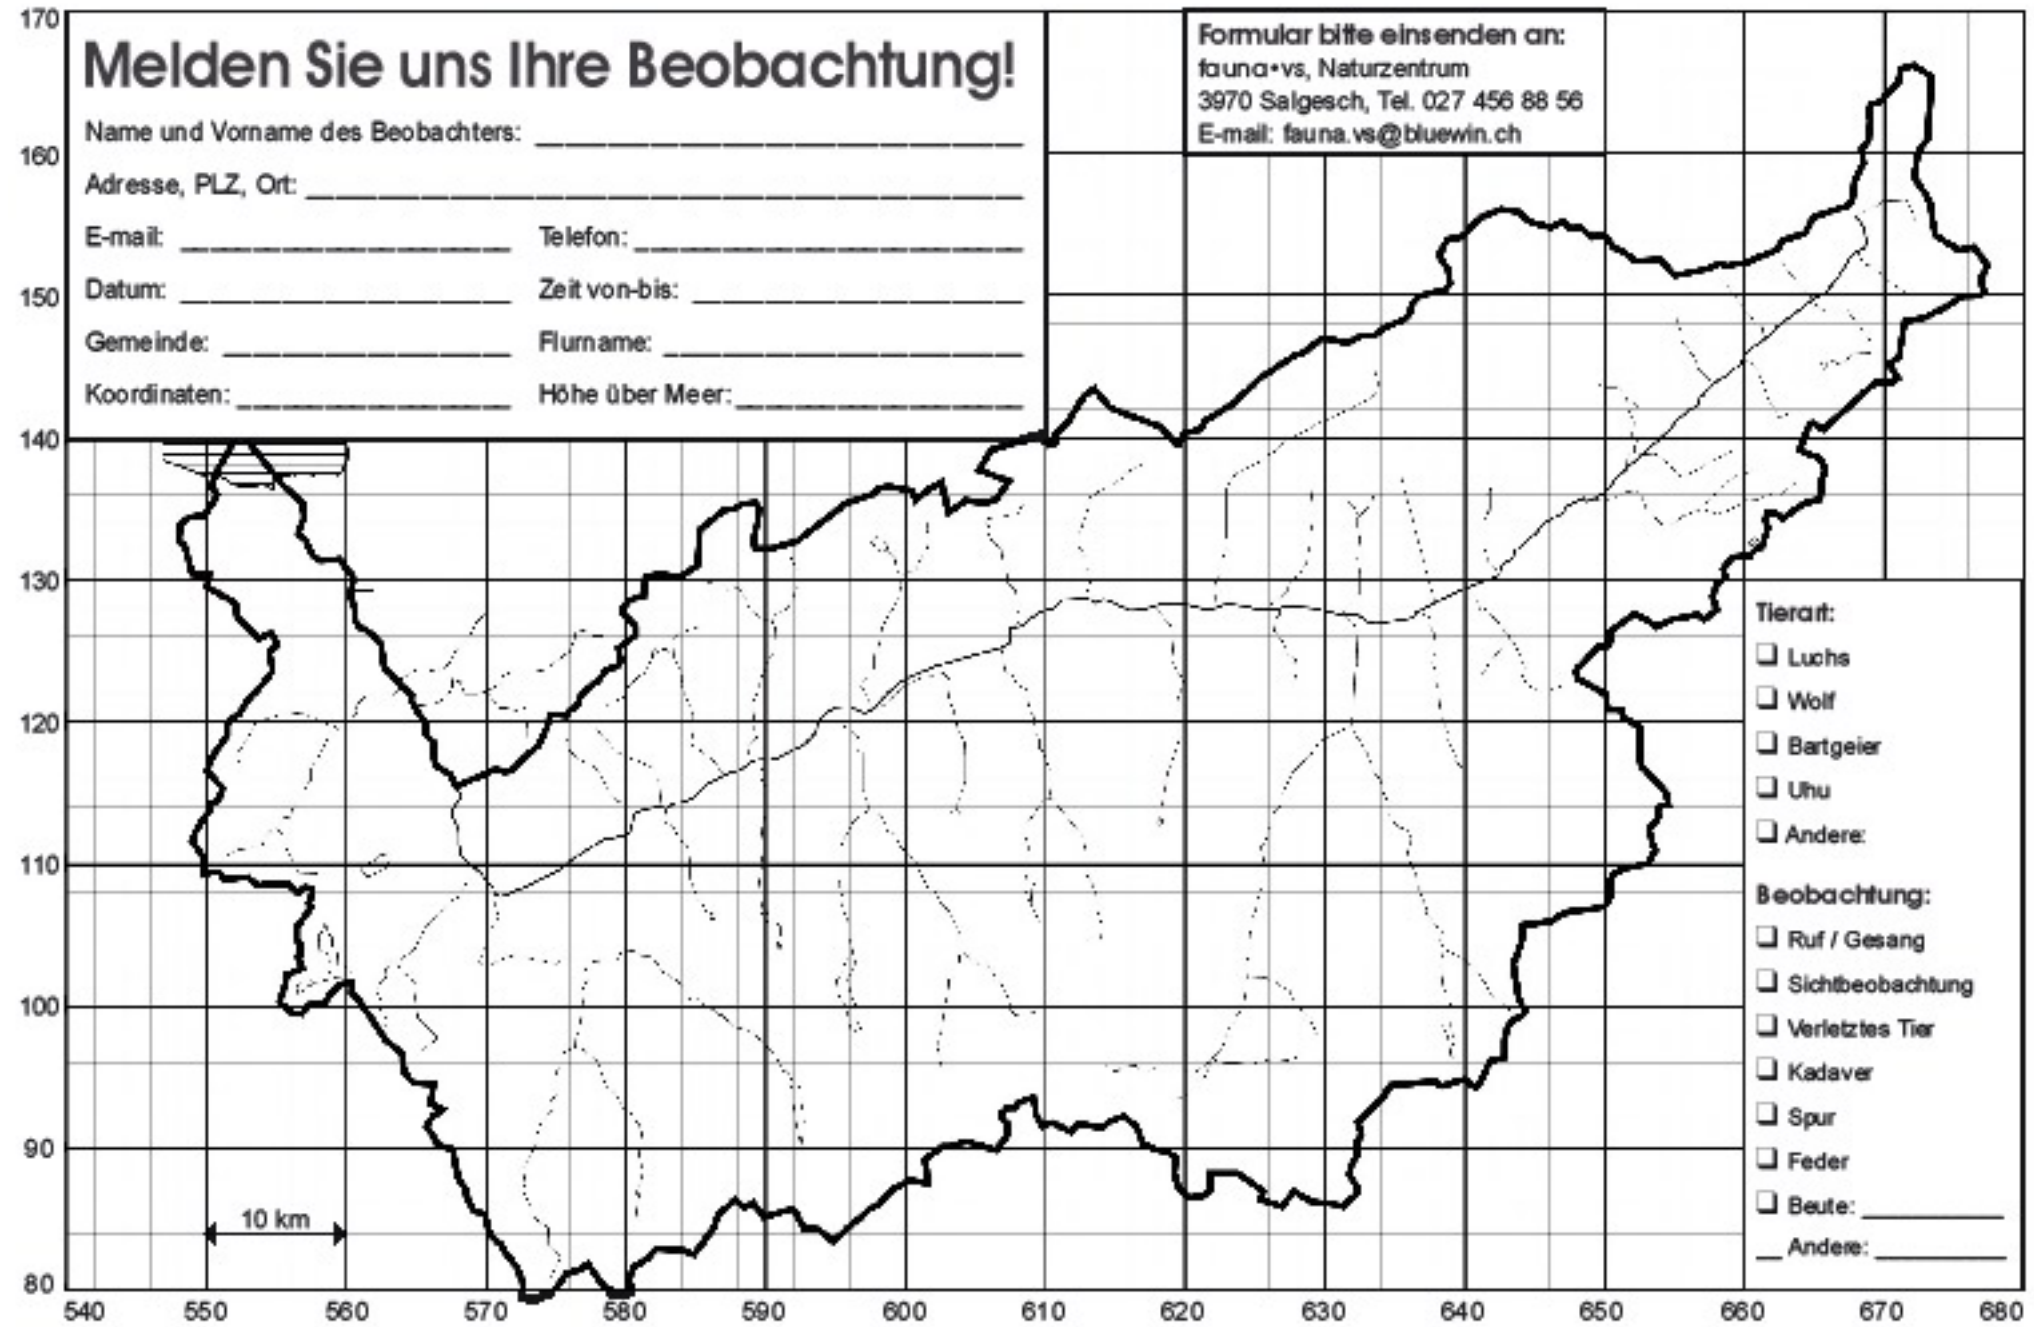 Melden Sie uns Ihre Beobachtung!
Name und Vorname des Beobachters:
Adresse, PLZ, Ort:
E-mail: Telefon:
Datum: Zeit von-bis:
Gemeinde: Flurname:
Koordinaten: Höhe über Meer:
Formular bitte einsenden an:
fauna•vs, Naturzentrum
3970 Salgesch, Tel. 027 456 88 56
E-mail: fauna.vs@bluewin.ch
170
160
150
140
130
120
110
100
90
80
10 km
540 550 560 570 580 590 600 610 620 630 640 650 660 670 680
Tierart:
Luchs
Wolf
Bartgeier
Uhu
Andere:
Beobachtung:
Ruf / Gesang
Sichtbeobachtung
Verletztes Tier
Kadaver
Spur
Feder
Beute:
Andere: